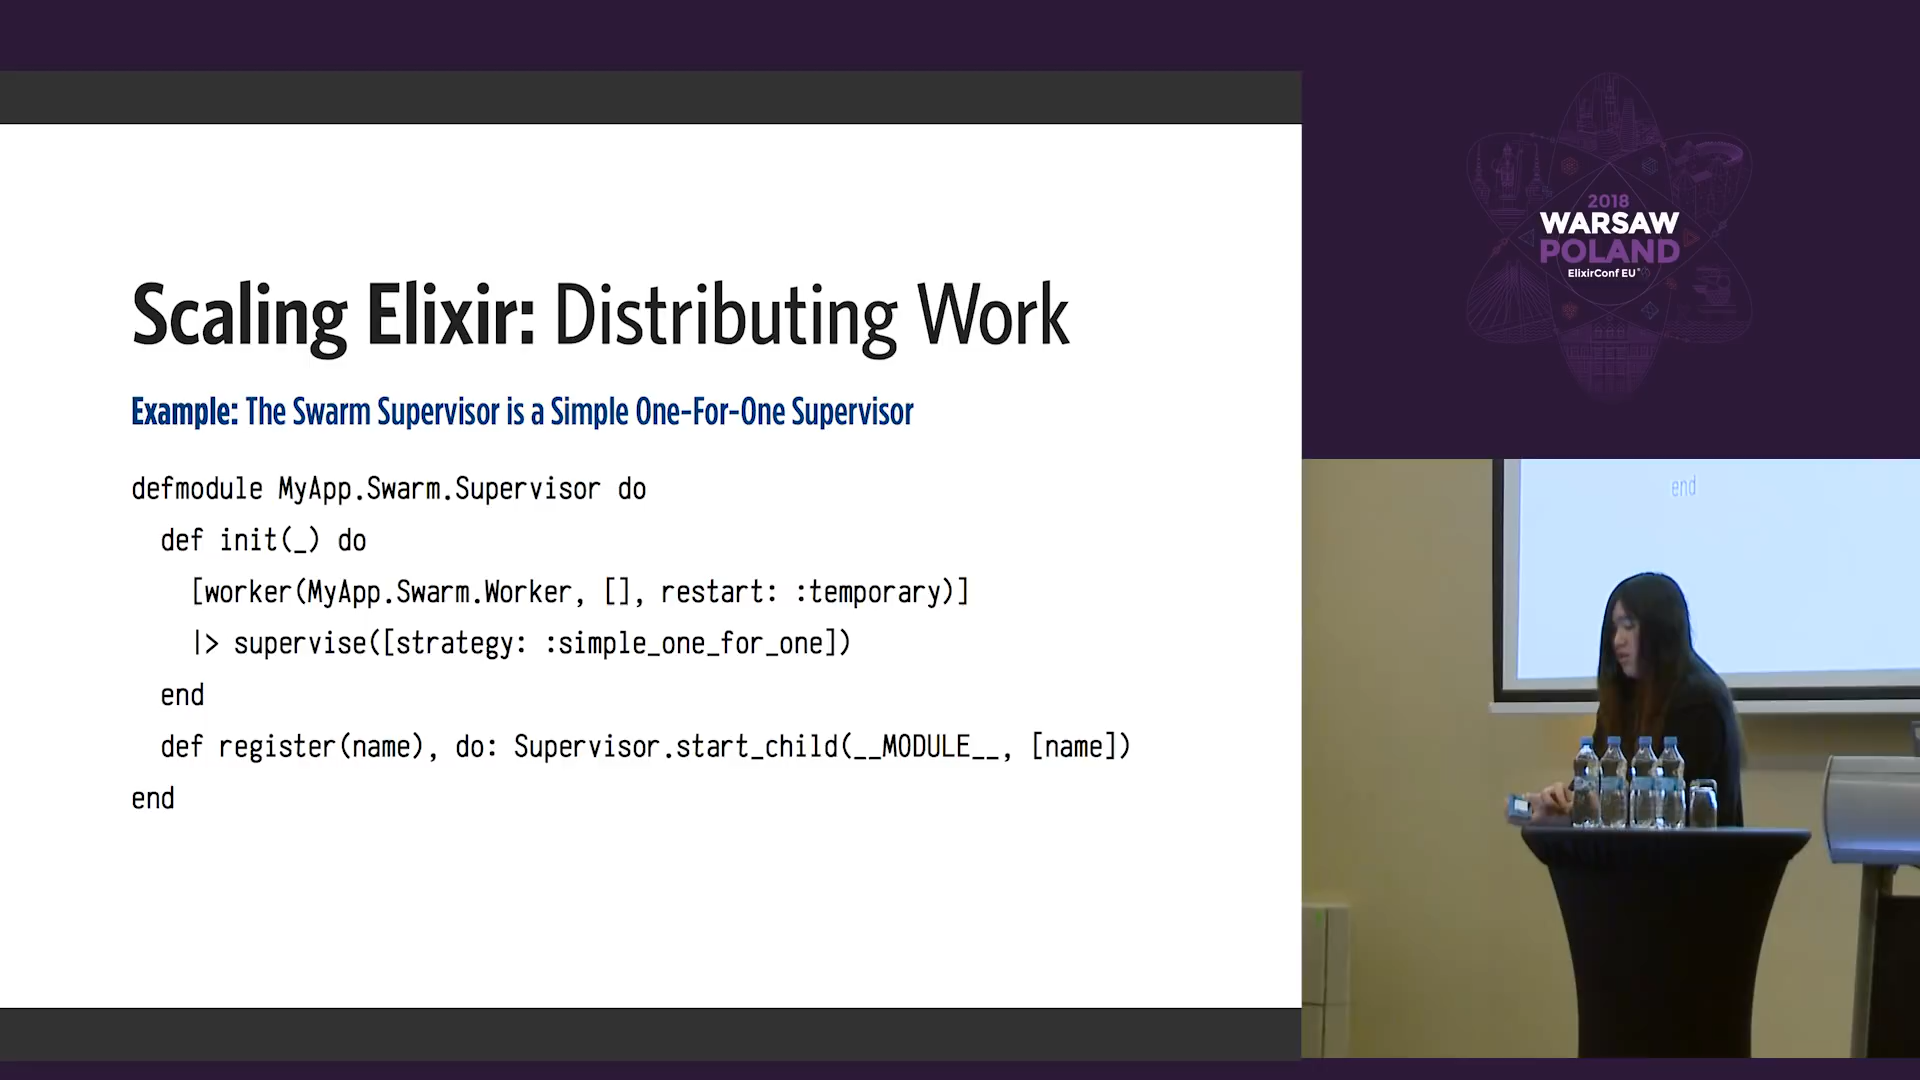 Scaling Elixir: Distributing Work
Example: The Swarm Supervisor is a Simple One-For-One Supervisor
defmodule MyApp.Swarm.Supervisor do
  def init(_) do
    [worker(MyApp.Swarm.Worker, [], restart: :temporary)]
    |> supervise([strategy: :simple_one_for_one])
  end
  def register(name), do: Supervisor.start_child(__MODULE__, [name])
end
2018
WARSAW
POLAND
ElixirConf EU
end